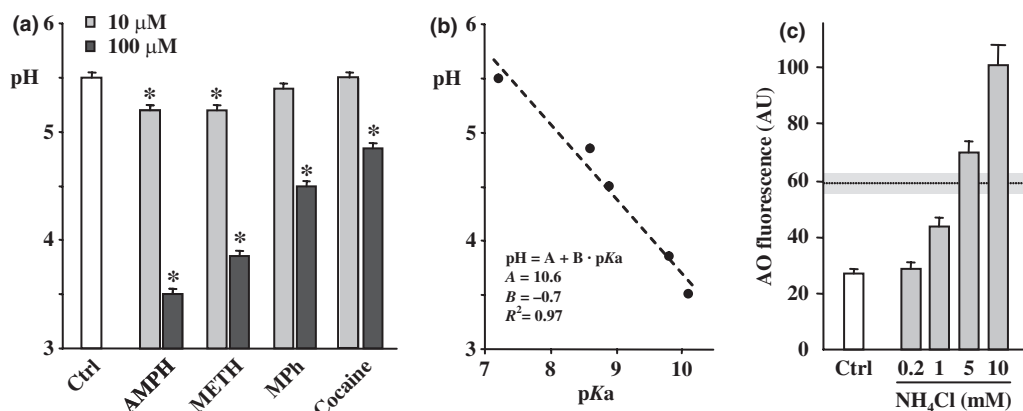 (a)
10 μM
100 μM
pH
6
5
4
3
*
*
*
*
*
*
Ctrl
AMPH
METH
MPh
Cocaine
(b)
pH
6
5
4
3
pH = A + B · pKa
A = 10.6
B = –0.7
R² = 0.97
7 8 9 10
pKa
(c)
AO fluorescence (AU)
100
80
60
40
20
0
Ctrl 0.2 1 5 10
NH₄Cl (mM)